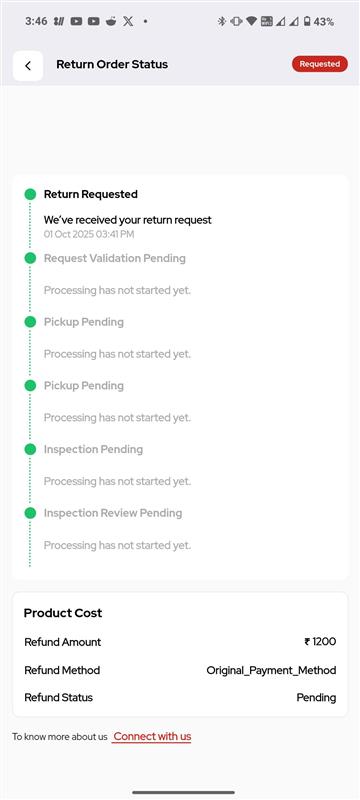 3:46
43%
Return Order Status
Requested
Return Requested
We've received your return request
01 Oct 2025 03:41 PM
Request Validation Pending
Processing has not started yet.
Pickup Pending
Processing has not started yet.
Pickup Pending
Processing has not started yet.
Inspection Pending
Processing has not started yet.
Inspection Review Pending
Processing has not started yet.
Product Cost
Refund Amount ₹ 1200
Refund Method Original_Payment_Method
Refund Status Pending
To know more about us Connect with us